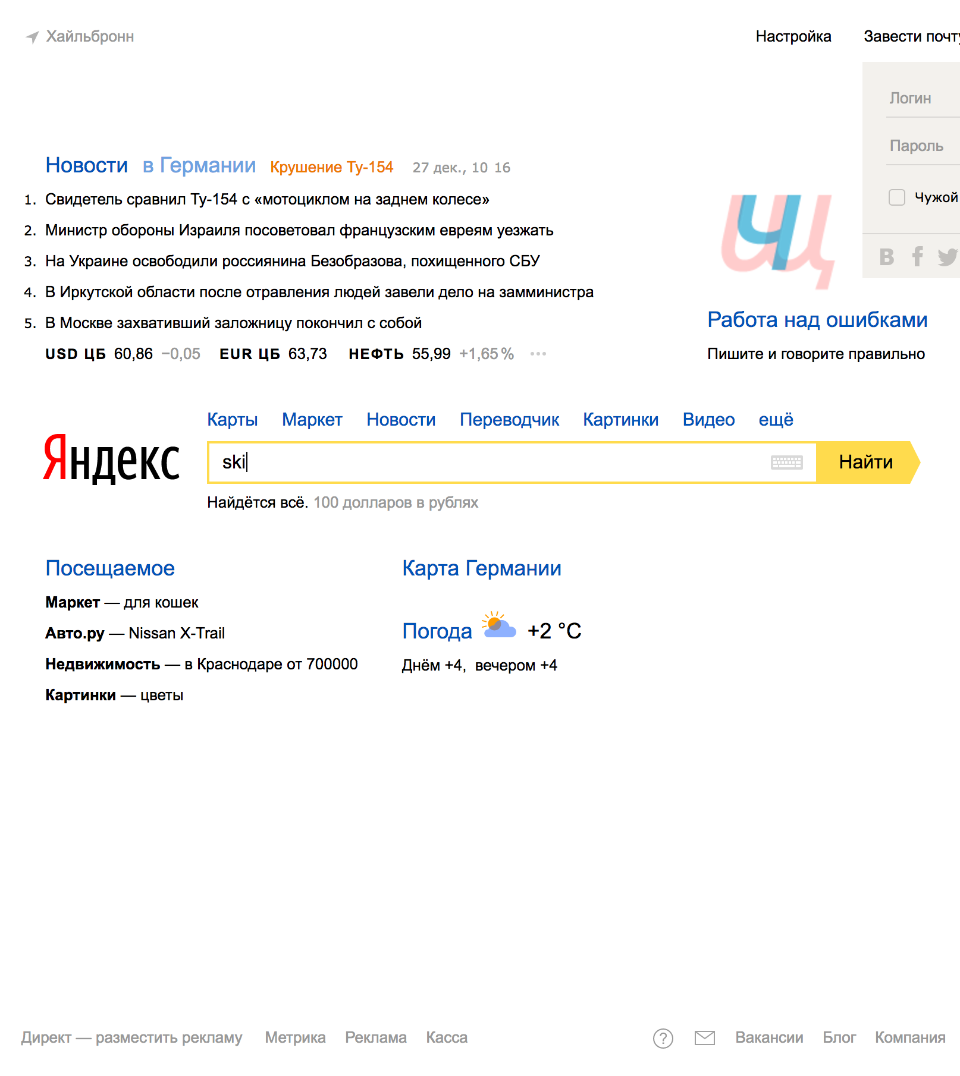 Хайльбронн
Настройка
Завести почту
Логин
Пароль
Чужой
Новости в Германии Крушение Ту-154 27 дек., 10 16
1. Свидетель сравнил Ту-154 с «мотоциклом на заднем колесе»
2. Министр обороны Израиля посоветовал французским евреям уезжать
3. На Украине освободили россиянина Безобразова, похищенного СБУ
4. В Иркутской области после отравления людей завели дело на замминистра
5. В Москве захвативший заложницу покончил с собой
USD ЦБ 60,86 −0,05 EUR ЦБ 63,73 НЕФТЬ 55,99 +1,65 %
В f
Работа над ошибками
Пишите и говорите правильно
Карты Маркет Новости Переводчик Картинки Видео ещё
Яндекс
ski
Найти
Найдётся всё. 100 долларов в рублях
Посещаемое
Маркет — для кошек
Авто.ру — Nissan X-Trail
Недвижимость — в Краснодаре от 700000
Картинки — цветы
Карта Германии
Погода +2 °C
Днём +4, вечером +4
Директ — разместить рекламу Метрика Реклама Касса ? Вакансии Блог Компания